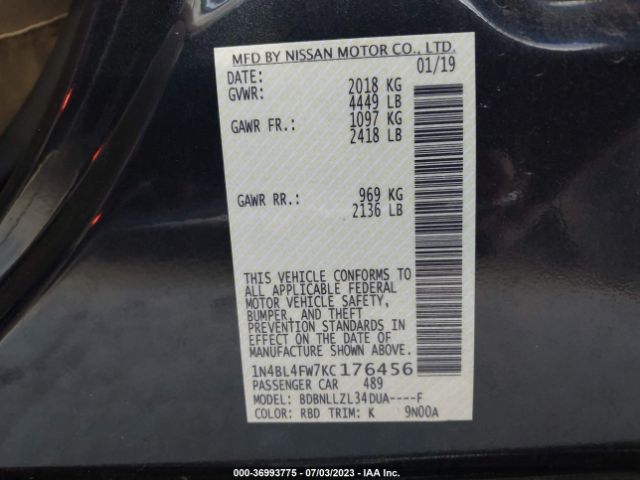 MFD BY NISSAN MOTOR CO., LTD.
DATE: 01/19
GVWR: 2018 KG
4449 LB
GAWR FR.: 1097 KG
2418 LB
GAWR RR.: 969 KG
2136 LB
THIS VEHICLE CONFORMS TO
ALL APPLICABLE FEDERAL
MOTOR VEHICLE SAFETY,
BUMPER, AND THEFT
PREVENTION STANDARDS IN
EFFECT ON THE DATE OF
MANUFACTURE SHOWN ABOVE.
1N4BL4FW7KC176456
PASSENGER CAR 489
MODEL: BDBNLLZL34DUA----F
COLOR: RBD TRIM: K 9N00A
000-36993775 - 07/03/2023 - IAA Inc.